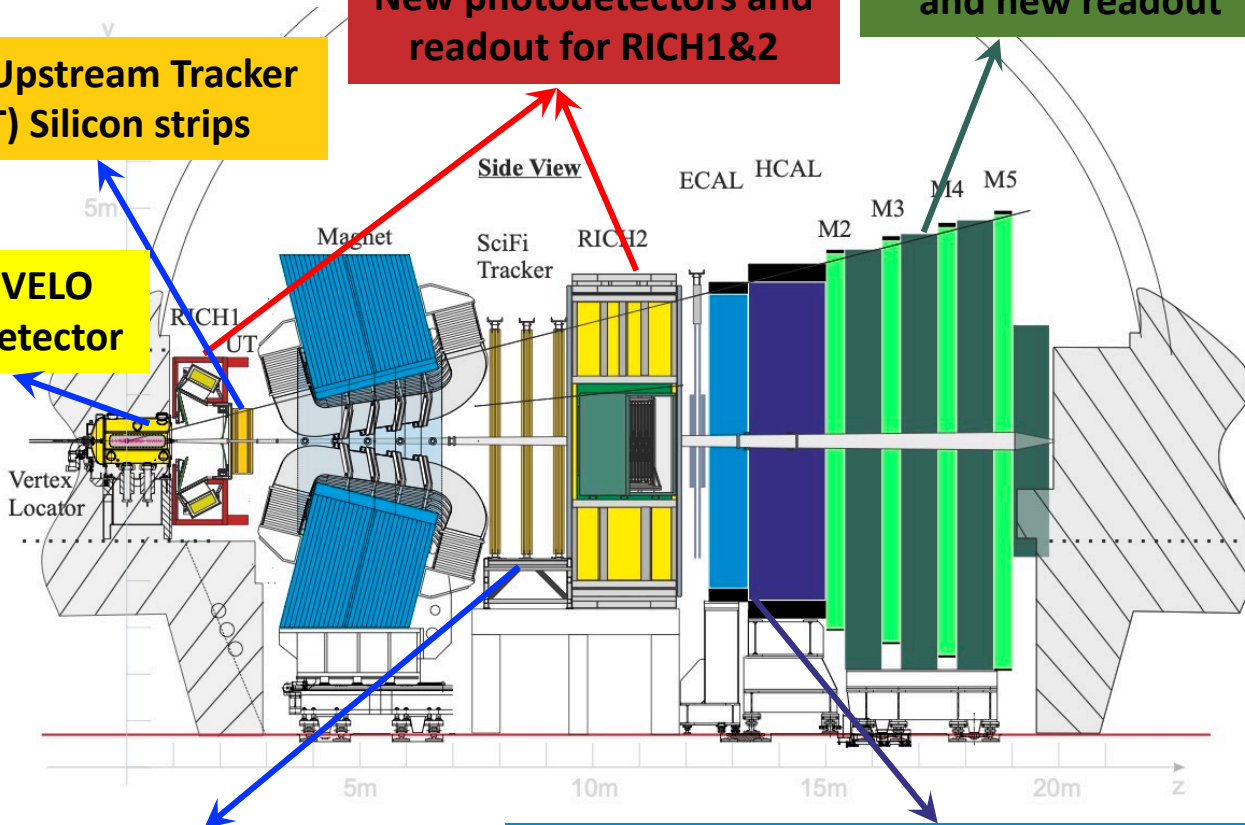 New photodetectors and
readout for RICH1&2
and new readout
Upstream Tracker
T) Silicon strips
y
Side View
ECAL
HCAL
M2
M3
M4
M5
5m
Magnet
SciFi
Tracker
RICH2
VELO
etector
RICH1
UT
Vertex
Locator
5m
10m
15m
20m
z